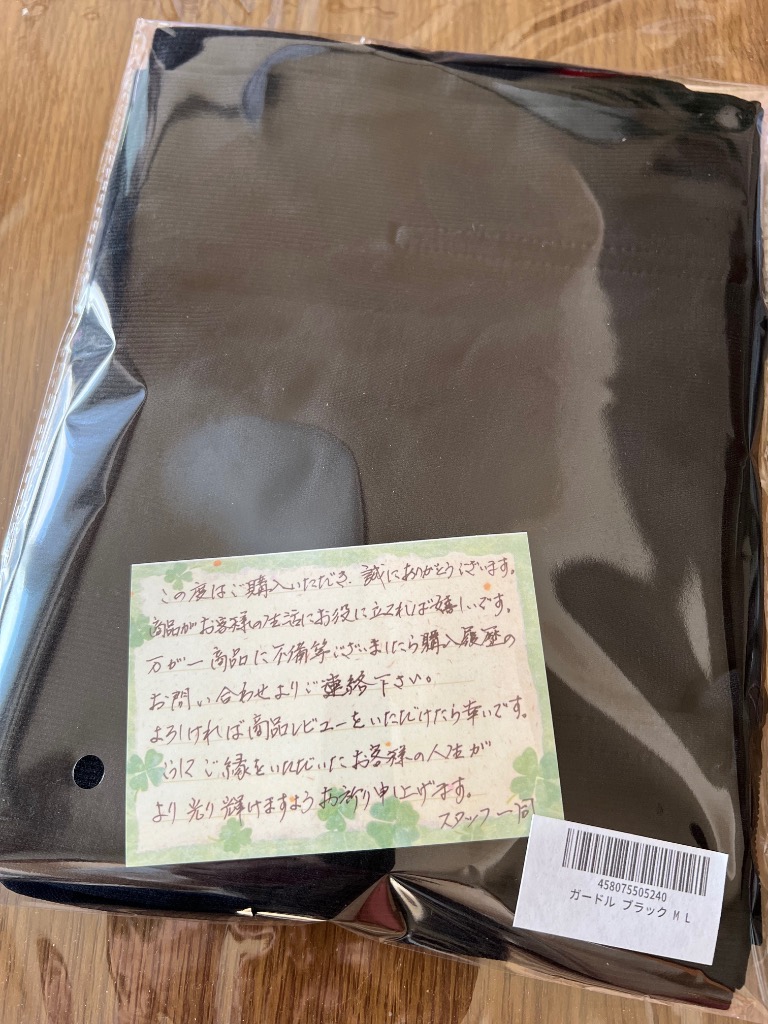 この度はご購入いただき、誠にありがとうございます。
商品がお客様の生活にお役に立てれば嬉しいです。
万が一商品に不備等ございましたら購入履歴の
お問い合わせよりご連絡下さい。
よろしければ商品レビューをいただけたら幸いです。
こうしてご縁をいただいたお客様の人生が
より光り輝けますようお祈り申し上げます。
スタッフ一同
458075505240
ガードル ブラック M L